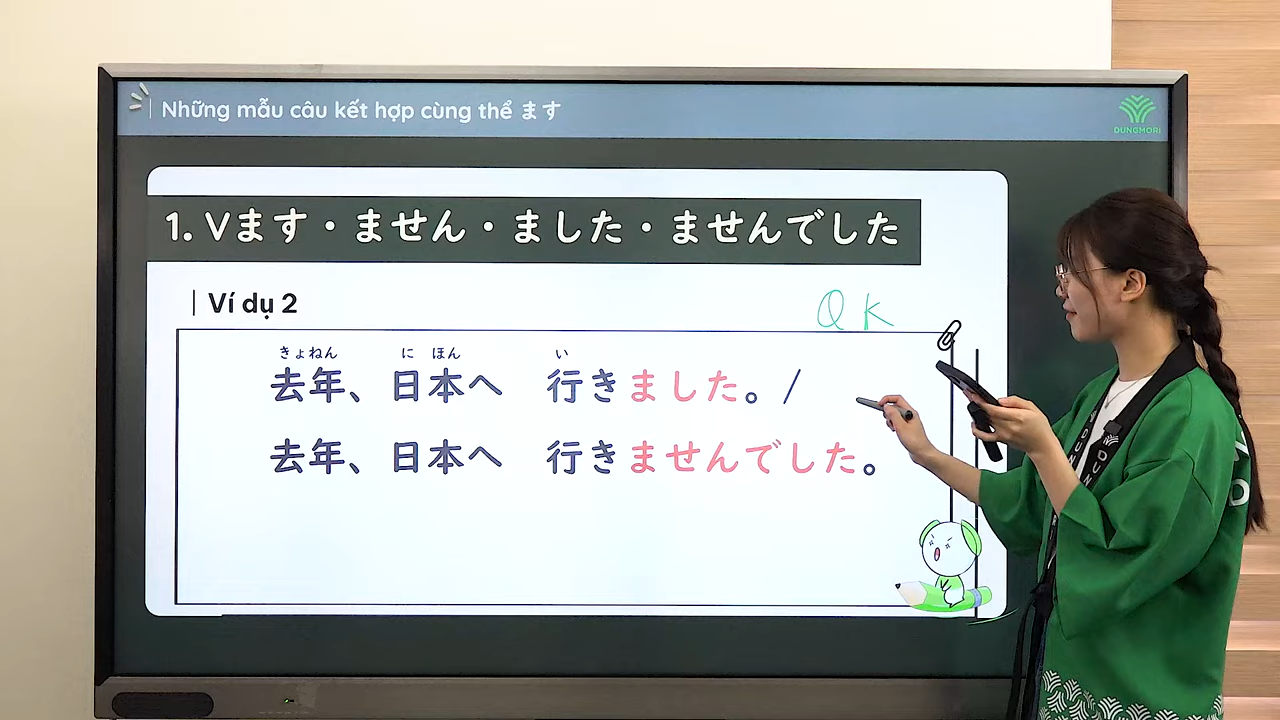 Những mẫu câu kết hợp cùng thể ます
DUNGMORI
1. Vます・ません・ました・ませんでした
Ví dụ 2
Q K
きょねん に ほん い
去年、日本へ 行きました。/
去年、日本へ 行きませんでした。